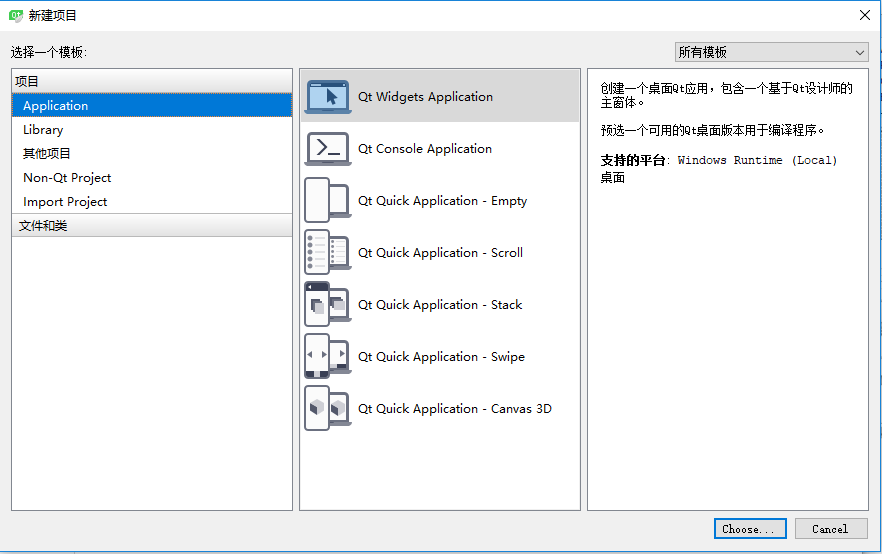 新建项目
选择一个模板:
所有模板
项目
Application
Library
其他项目
Non-Qt Project
Import Project
文件和类
Qt Widgets Application
Qt Console Application
Qt Quick Application - Empty
Qt Quick Application - Scroll
Qt Quick Application - Stack
Qt Quick Application - Swipe
Qt Quick Application - Canvas 3D
创建一个桌面Qt应用，包含一个基于Qt设计师的
主窗体。
预选一个可用的Qt桌面版本用于编译程序。
支持的平台: Windows Runtime (Local)
桌面
Choose...
Cancel